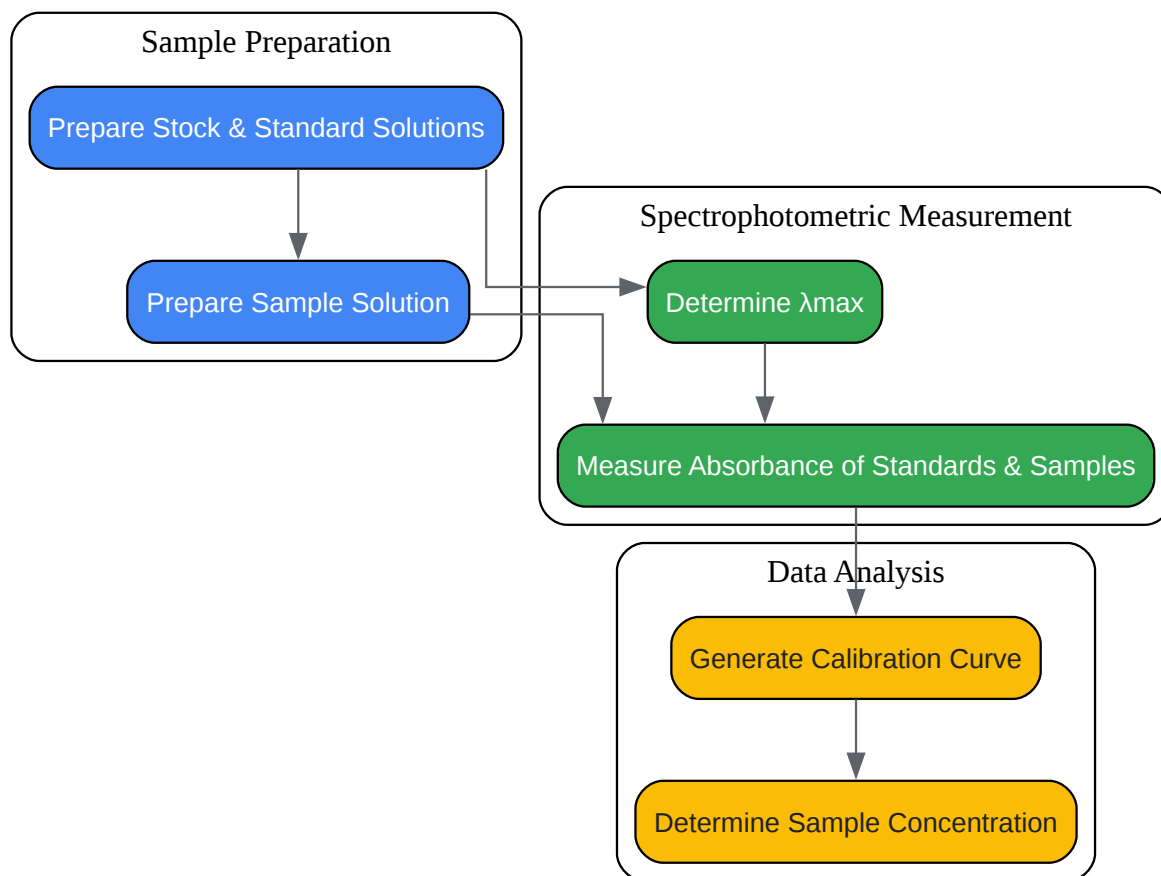 Sample Preparation
Prepare Stock & Standard Solutions
Prepare Sample Solution
Spectrophotometric Measurement
Determine λmax
Measure Absorbance of Standards & Samples
Data Analysis
Generate Calibration Curve
Determine Sample Concentration